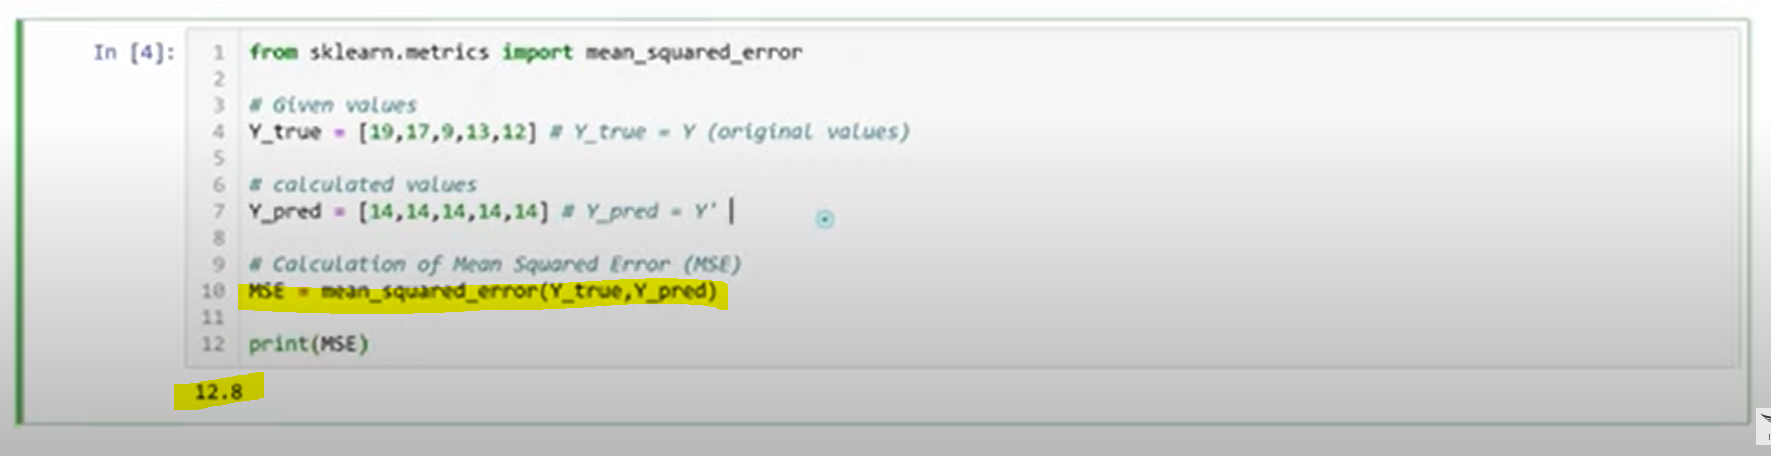 In [4]:
1 from sklearn.metrics import mean_squared_error
2
3 # Given values
4 Y_true = [19,17,9,13,12] # Y_true = Y (original values)
5
6 # calculated values
7 Y_pred = [14,14,14,14,14] # Y_pred = Y'
8
9 # Calculation of Mean Squared Error (MSE)
10 MSE = mean_squared_error(Y_true,Y_pred)
11
12 print(MSE)
12.8